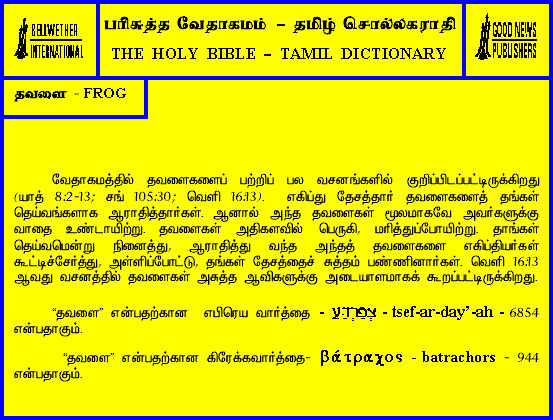 BELLWETHER
INTERNATIONAL
பரிசுத்த வேதாகமம் – தமிழ் சொல்லகராதி
THE HOLY BIBLE – TAMIL DICTIONARY
GOOD NEWS
PUBLISHERS
தவளை - FROG
வேதாகமத்தில் தவளைகளைப் பற்றிப் பல வசனங்களில் குறிப்பிடப்பட்டிருக்கிறது
(யாத் 8:2-13; சங் 105:30; வெளி 16:13). எகிப்து தேசத்தார் தவளைகளைத் தங்கள்
தெய்வங்களாக ஆராதித்தார்கள். ஆனால் அந்த தவளைகள் மூலமாகவே அவர்களுக்கு
வாதை உண்டாயிற்று. தவளைகள் அதிகளவில் பெருகி, மரித்துப்போயிற்று. தாங்கள்
தெய்வமென்று நினைத்து, ஆராதித்து வந்த அந்தத் தவளைகளை எகிப்தியர்கள்
கூட்டிச்சேர்த்து, அள்ளிப்போட்டு, தங்கள் தேசத்தைச் சுத்தம் பண்ணினார்கள். வெளி 16:13
ஆவது வசனத்தில் தவளைகள் அசுத்த ஆவிகளுக்கு அடையாளமாகக் கூறப்பட்டிருக்கிறது.
“தவளை” என்பதற்கான எபிரெய வார்த்தை - - tsef-ar-day’-ah - 6854
என்பதாகும்.
“தவளை” என்பதற்கான கிரேக்கவார்த்தை- βάτραχος - batrachors - 944
என்பதாகும்.